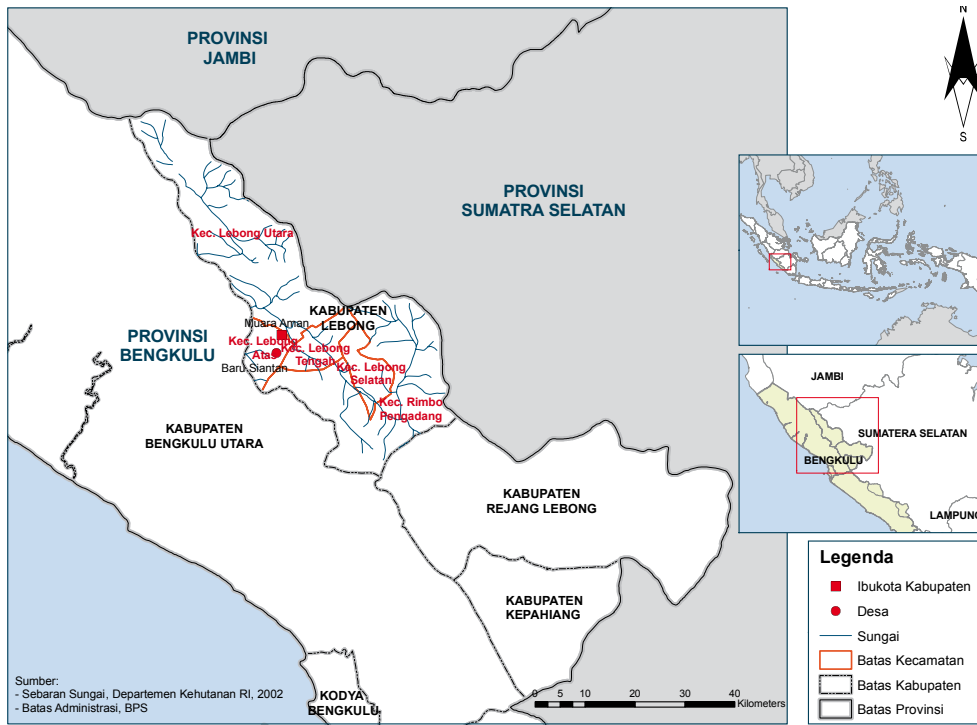 PROVINSI
JAMBI
PROVINSI
SUMATRA SELATAN
Kec. Lebong Utara
KABUPATEN
LEBONG
Muara Aman
PROVINSI
BENGKULU
Kec. Lebong
Atas
Kec. Lebong
Tengah
Baru Siantan
Kec. Lebong
Selatan
Kec. Rimbo
Pengadang
KABUPATEN
BENGKULU UTARA
KABUPATEN
REJANG LEBONG
KABUPATEN
KEPAHIANG
KODYA
BENGKULU
Sumber:
- Sebaran Sungai, Departemen Kehutanan RI, 2002
- Batas Administrasi, BPS
0 5 10 20 30 40
Kilometers
N
S
JAMBI
SUMATERA SELATAN
BENGKULU
LAMPUNG
Legenda
Ibukota Kabupaten
Desa
Sungai
Batas Kecamatan
Batas Kabupaten
Batas Provinsi